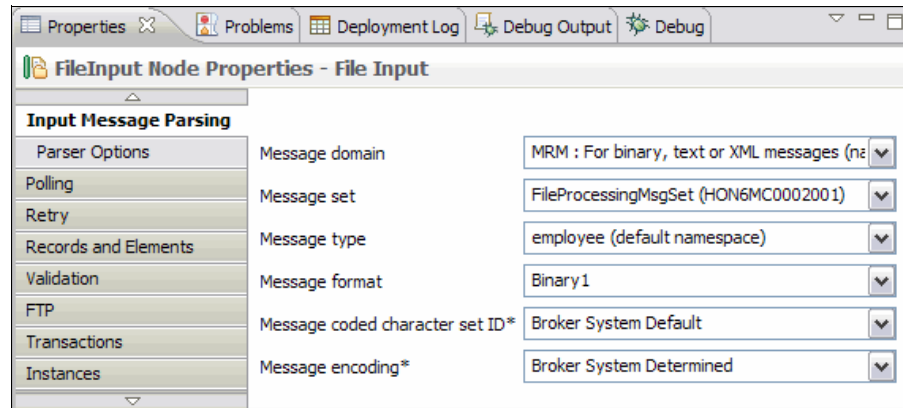 Properties Problems Deployment Log Debug Output Debug
FileInput Node Properties - File Input
Input Message Parsing
Parser Options
Message domain MRM : For binary, text or XML messages (na
Polling
Message set FileProcessingMsgSet (HON6MC0002001)
Retry
Message type employee (default namespace)
Records and Elements
Validation
Message format Binary1
FTP
Message coded character set ID* Broker System Default
Transactions
Message encoding* Broker System Determined
Instances